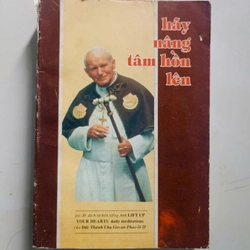 hãy
nâng
tâm hồn
lên
dịch từ bản tiếng Anh LIFT UP
YOUR HEARTS daily meditations
của Đức Thánh Cha Gio-an Phao-lô II